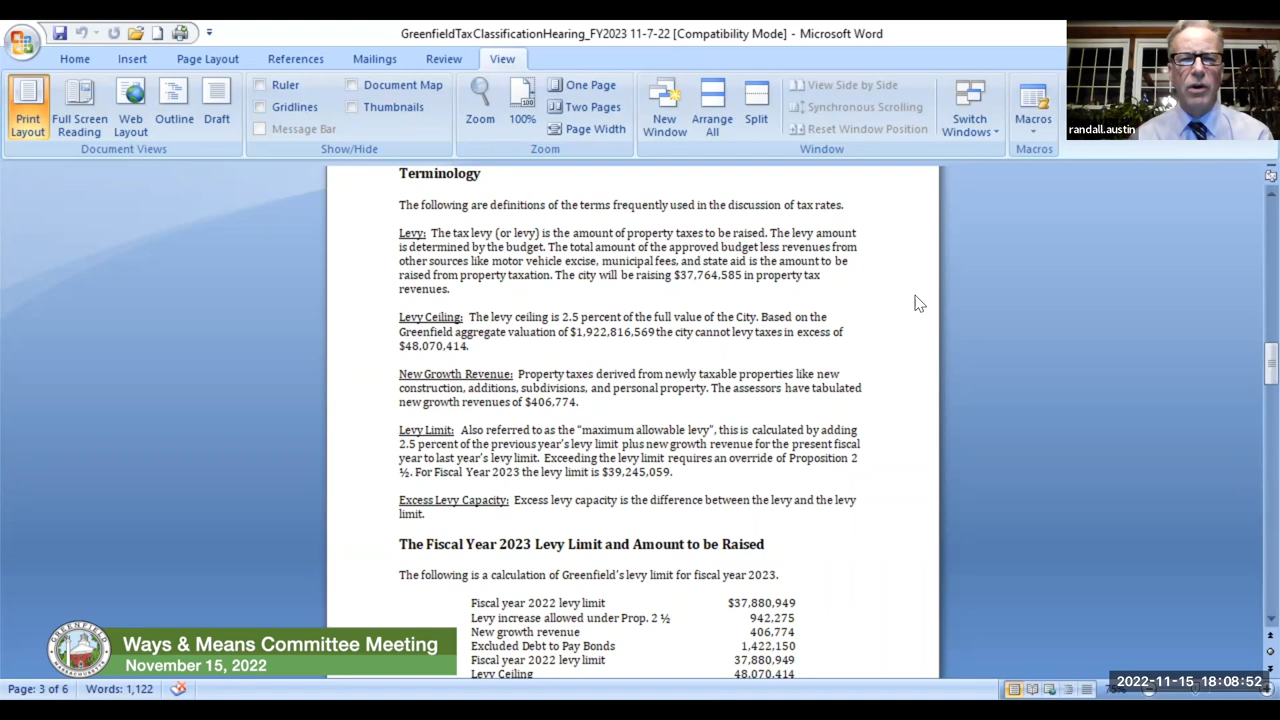 GreenfieldTaxClassificationHearing_FY2023 11-7-22 [Compatibility Mode] - Microsoft Word
Home Insert Page Layout References Mailings Review View
Ruler Document Map
Gridlines Thumbnails
Message Bar
Print Layout
Full Screen Reading
Web Layout
Outline
Draft
Zoom
100%
One Page
Two Pages
Page Width
New Window
Arrange All
Split
View Side by Side
Synchronous Scrolling
Reset Window Position
Switch Windows
Macros
Document Views Show/Hide Zoom Window Macros
randall.austin
Terminology
The following are definitions of the terms frequently used in the discussion of tax rates.
Levy: The tax levy (or levy) is the amount of property taxes to be raised. The levy amount
is determined by the budget. The total amount of the approved budget less revenues from
other sources like motor vehicle excise, municipal fees, and state aid is the amount to be
raised from property taxation. The city will be raising $37,764,585 in property tax
revenues.
Levy Ceiling: The levy ceiling is 2.5 percent of the full value of the City. Based on the
Greenfield aggregate valuation of $1,922,816,569 the city cannot levy taxes in excess of
$48,070,414.
New Growth Revenue: Property taxes derived from newly taxable properties like new
construction, additions, subdivisions, and personal property. The assessors have tabulated
new growth revenues of $406,774.
Levy Limit: Also referred to as the "maximum allowable levy", this is calculated by adding
2.5 percent of the previous year's levy limit plus new growth revenue for the present fiscal
year to last year's levy limit. Exceeding the levy limit requires an override of Proposition 2
½. For Fiscal Year 2023 the levy limit is $39,245,059.
Excess Levy Capacity: Excess levy capacity is the difference between the levy and the levy
limit.
The Fiscal Year 2023 Levy Limit and Amount to be Raised
The following is a calculation of Greenfield's levy limit for fiscal year 2023.
Fiscal year 2022 levy limit $37,880,949
Levy increase allowed under Prop. 2 ½ 942,275
New growth revenue 406,774
Excluded Debt to Pay Bonds 1,422,150
Fiscal year 2022 levy limit 37,880,949
Levy Ceiling 48,070,414
GREENFIELD
MASSACHUSETTS
Ways & Means Committee Meeting
November 15, 2022
Page: 3 of 6 Words: 1,122
2022-11-15 18:08:52